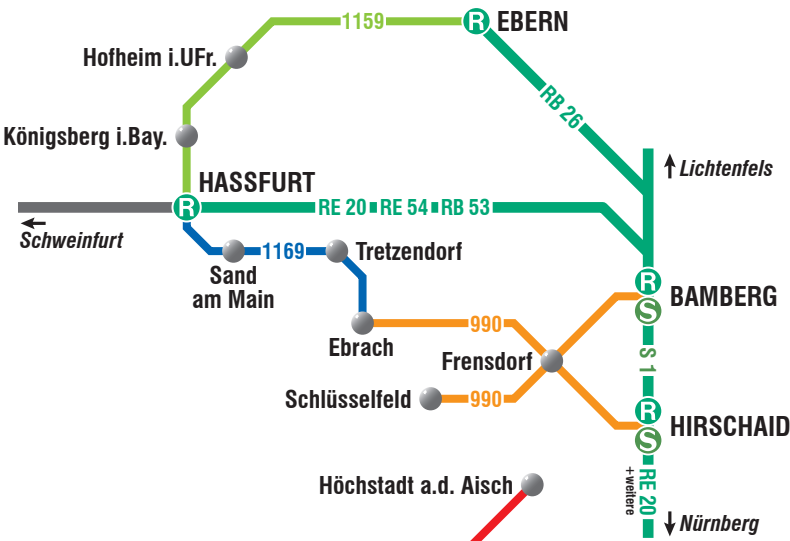 1159
R
EBERN
Hofheim i.UFr.
RB 26
Königsberg i.Bay.
Lichtenfels
HASSFURT
R
RE 20 RE 54 RB 53
Schweinfurt
1169
Tretzendorf
Sand
am Main
R
BAMBERG
S
990
Ebrach
Frensdorf
S 1
Schlüsselfeld
990
R
HIRSCHAID
S
Höchstadt a.d. Aisch
RE 20
+ weitere
Nürnberg